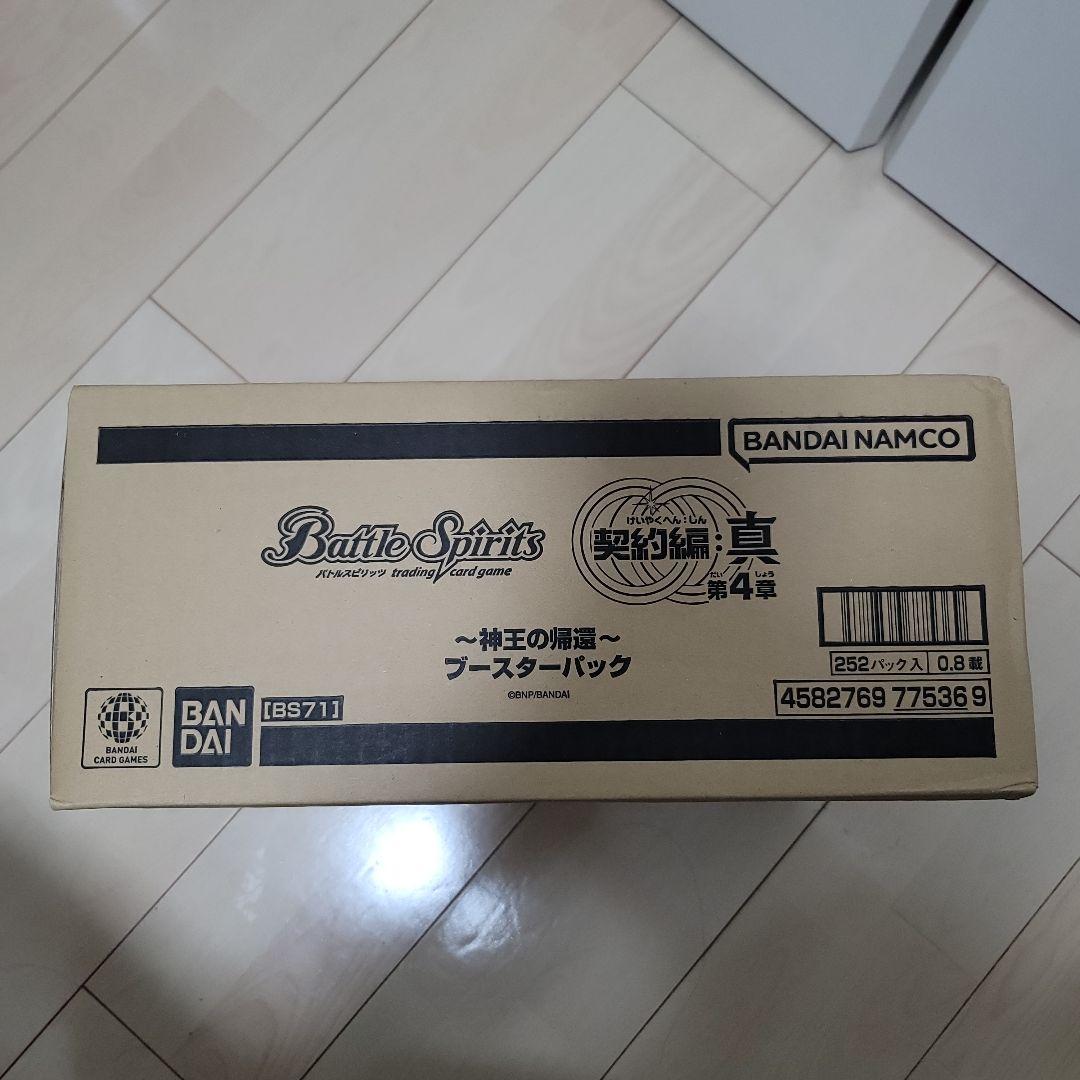 BANDAI NAMCO
Battle Spirits
バトルスピリッツ trading card game
けいやくへん：しん
契約編：真
だい しょう
第4章
～神王の帰還～
ブースターパック
©BNP/BANDAI
252パック入 0.8載
4582769 775369
BANDAI
CARD GAMES
BAN
DAI
[BS71]